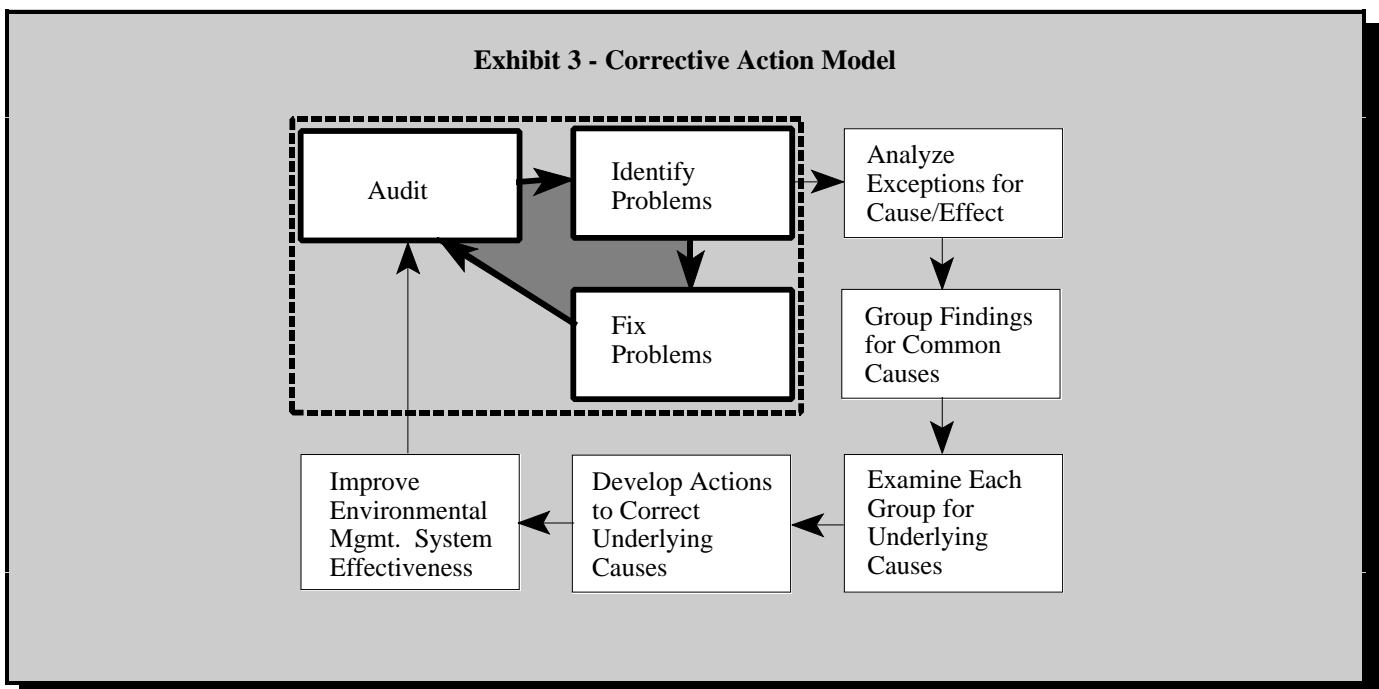 Exhibit 3 - Corrective Action Model
Audit
Identify
Problems
Analyze
Exceptions for
Cause/Effect
Fix
Problems
Group Findings
for Common
Causes
Improve
Environmental
Mgmt. System
Effectiveness
Develop Actions
to Correct
Underlying
Causes
Examine Each
Group for
Underlying
Causes